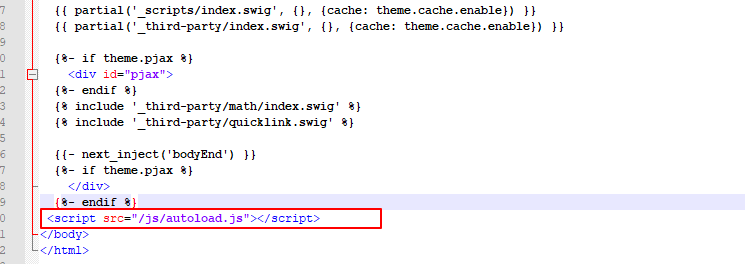 7 {{ partial('_scripts/index.swig', {}, {cache: theme.cache.enable}) }}
8 {{ partial('_third-party/index.swig', {}, {cache: theme.cache.enable}) }}
9
0 {%- if theme.pjax %}
1 <div id="pjax">
2 {%- endif %}
3 {% include '_third-party/math/index.swig' %}
4 {% include '_third-party/quicklink.swig' %}
5
6 {{- next_inject('bodyEnd') }}
7 {%- if theme.pjax %}
8 </div>
9 {%- endif %}
0 <script src="/js/autoload.js"></script>
1 </body>
2 </html>